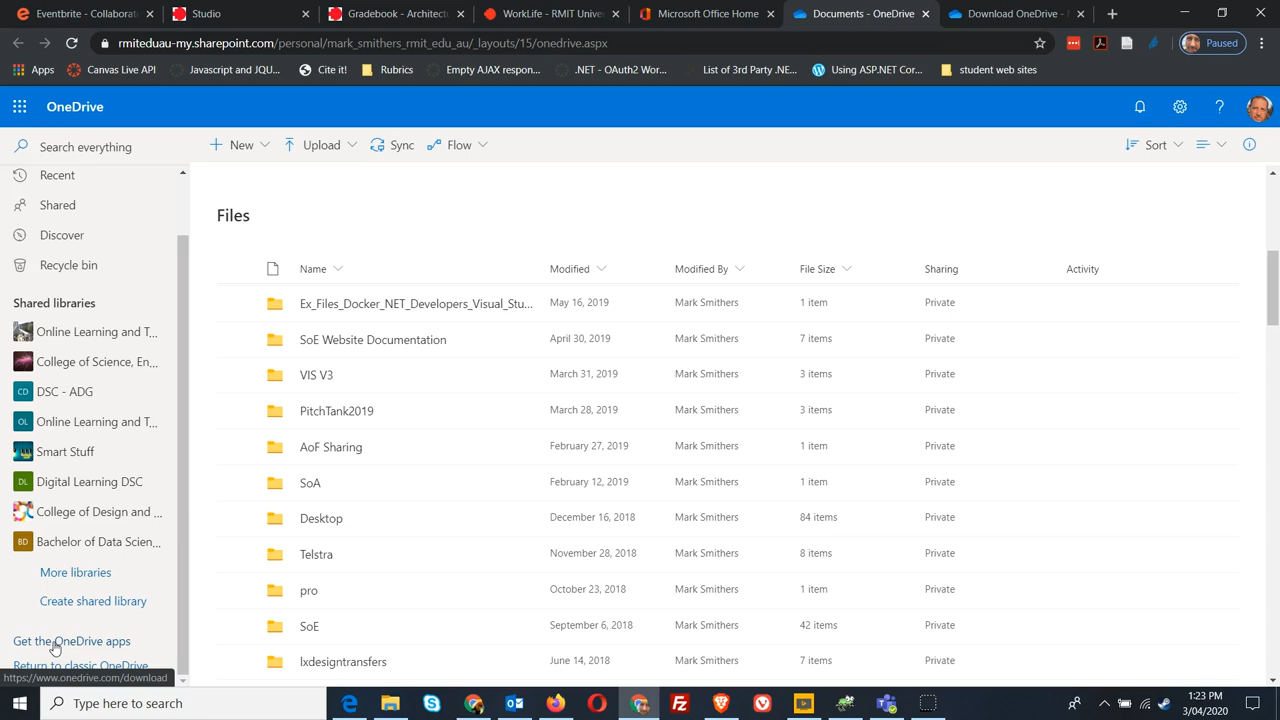 Eportfolio - Collaborate
Studio
Gradebook - Architectu
WorkLife - RMIT Univer
Microsoft Office Home
Documents - OneDrive
Download OneDrive - M
rmiteduau-my.sharepoint.com/personal/mark_smithers_rmit_edu_au/_layouts/15/onedrive.aspx
Paused
Apps
Canvas Live API
Javascript and JQU...
Cite it!
Rubrics
Empty AJAX respon...
.NET - OAuth2 Wor...
List of 3rd Party .NE...
Using ASP.NET Cor...
student web sites
OneDrive
Search everything
New
Upload
Sync
Flow
Sort
Recent
Shared
Discover
Recycle bin
Shared libraries
Online Learning and T...
College of Science, En...
CD DSC - ADG
OL Online Learning and T...
Smart Stuff
DL Digital Learning DSC
College of Design and ...
BD Bachelor of Data Scien...
More libraries
Create shared library
Get the OneDrive apps
Return to classic OneDrive
https://www.onedrive.com/download
Files
Name Modified Modified By File Size Sharing Activity
Ex_Files_Docker_NET_Developers_Visual_Stu... May 16, 2019 Mark Smithers 1 item Private
SoE Website Documentation April 30, 2019 Mark Smithers 7 items Private
VIS V3 March 31, 2019 Mark Smithers 3 items Private
PitchTank2019 March 28, 2019 Mark Smithers 3 items Private
AoF Sharing February 27, 2019 Mark Smithers 1 item Private
SoA February 12, 2019 Mark Smithers 1 item Private
Desktop December 16, 2018 Mark Smithers 84 items Private
Telstra November 28, 2018 Mark Smithers 8 items Private
pro October 23, 2018 Mark Smithers 1 item Private
SoE September 6, 2018 Mark Smithers 42 items Private
lxdesigntransfers June 14, 2018 Mark Smithers 7 items Private
Type here to search
1:23 PM
3/04/2020